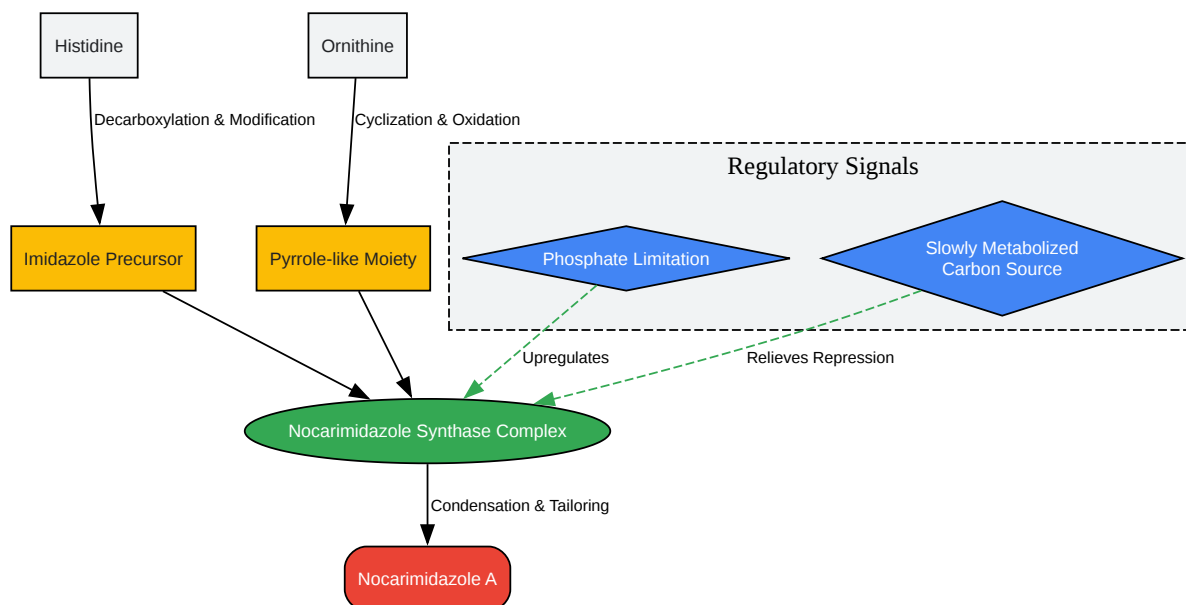 Histidine
Ornithine
Decarboxylation & Modification
Cyclization & Oxidation
Regulatory Signals
Imidazole Precursor
Pyrrole-like Moiety
Phosphate Limitation
Slowly Metabolized
Carbon Source
Upregulates
Relieves Repression
Nocarimidazole Synthase Complex
Condensation & Tailoring
Nocarimidazole A